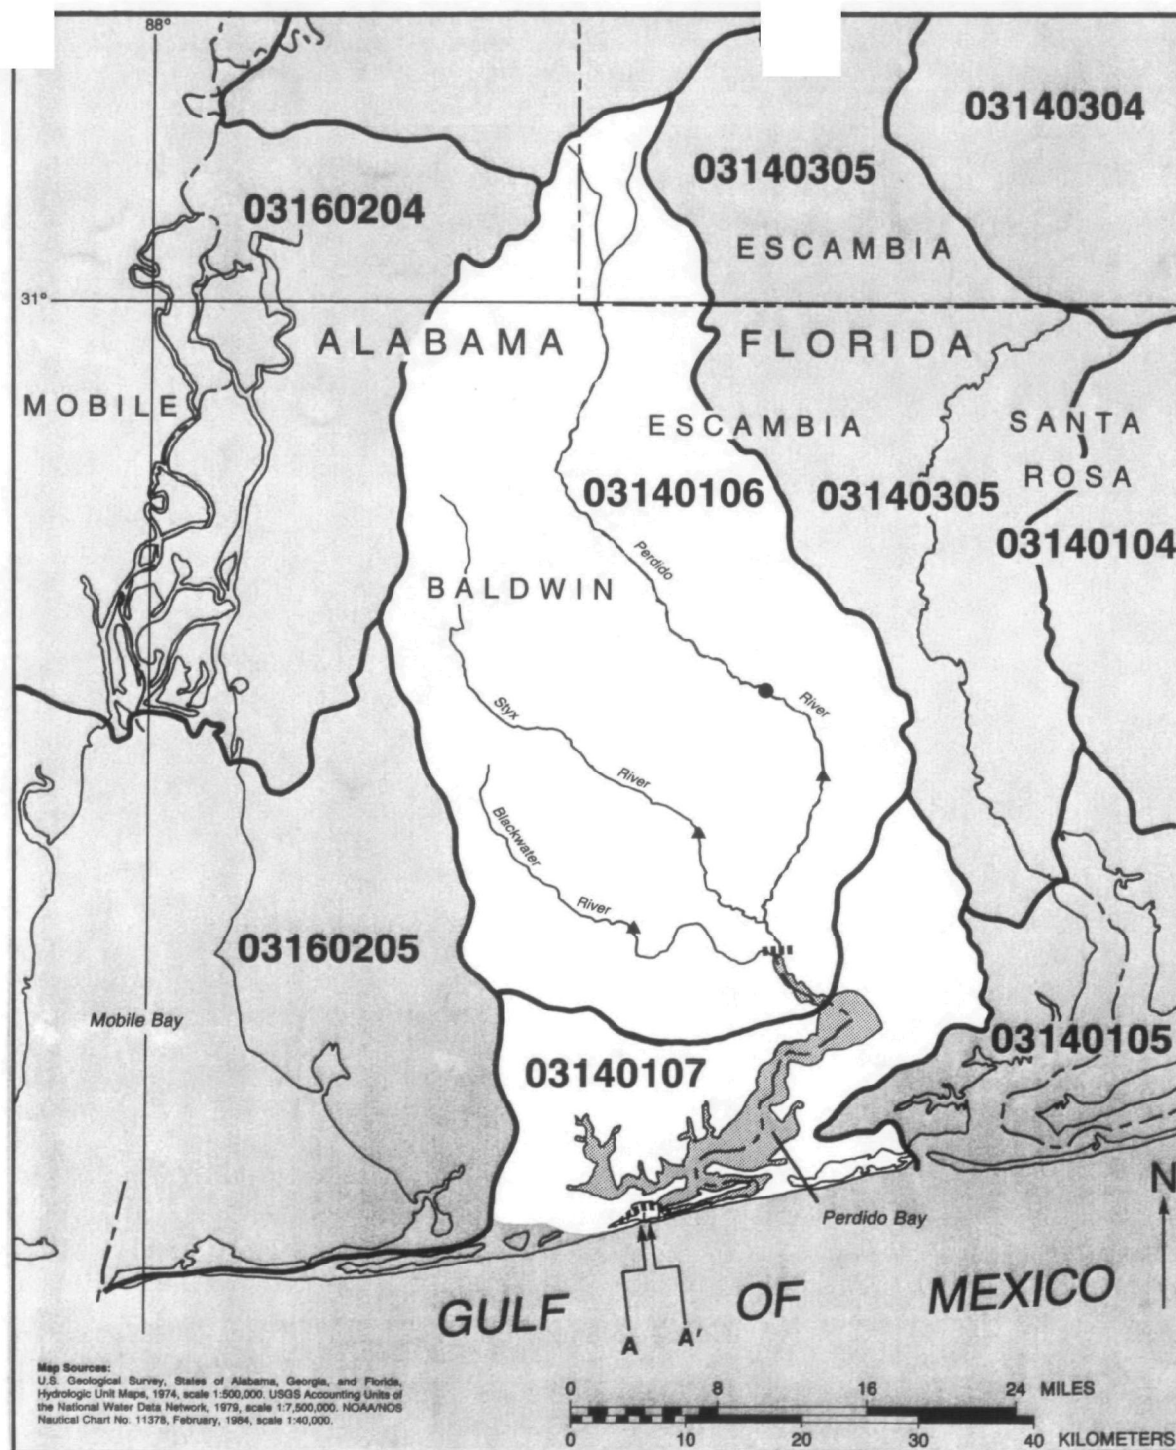 88°
03140304
03140305
03160204
ESCAMBIA
31°
ALABAMA
FLORIDA
MOBILE
ESCAMBIA
SANTA
ROSA
03140106
03140305
03140104
Perdido
River
BALDWIN
Styx
River
Blackwater
River
03160205
Mobile Bay
03140107
03140105
Perdido Bay
N
GULF OF MEXICO
A A'
Map Sources:
U.S. Geological Survey, States of Alabama, Georgia, and Florida,
Hydrologic Unit Maps, 1974, scale 1:500,000. USGS Accounting Units of
the National Water Data Network, 1979, scale 1:7,500,000. NOAA/NOS
Nautical Chart No. 11378, February, 1984, scale 1:40,000.
0 8 16 24 MILES
0 10 20 30 40 KILOMETERS